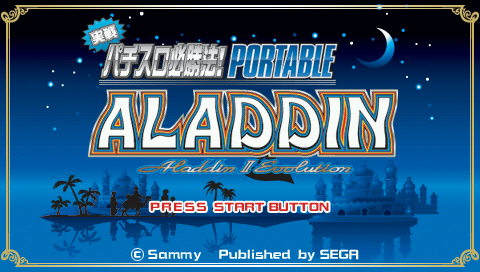 実戦
パチスロ必勝法! PORTABLE
ALADDIN
Aladdin II Evolution
PRESS START BUTTON
© Sammy Published by SEGA